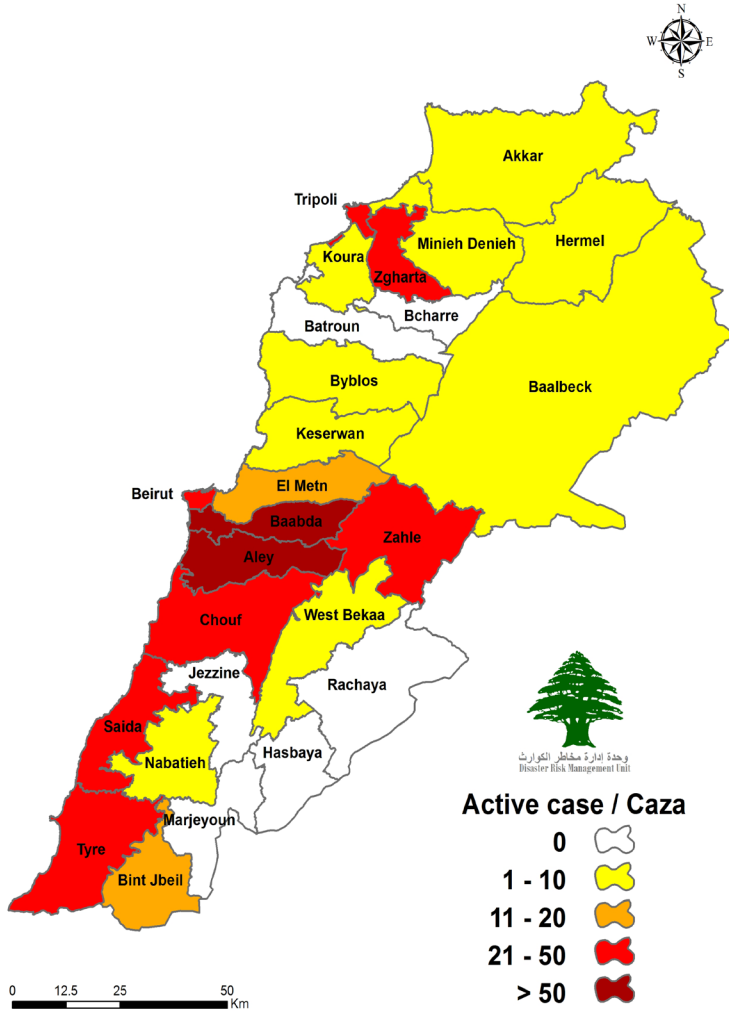 N
W E
S
Akkar
Tripoli
Minieh Denieh
Hermel
Koura
Zgharta
Bcharre
Batroun
Byblos
Baalbeck
Keserwan
El Metn
Beirut
Baabda
Zahle
Aley
Chouf
West Bekaa
Jezzine
Rachaya
Saida
Hasbaya
Nabatieh
Marjeyoun
Tyre
Bint Jbeil
وحدة إدارة مخاطر الكوارث
Disaster Risk Management Unit
Active case / Caza
0
1 - 10
11 - 20
21 - 50
> 50
0 12.5 25 50
Km